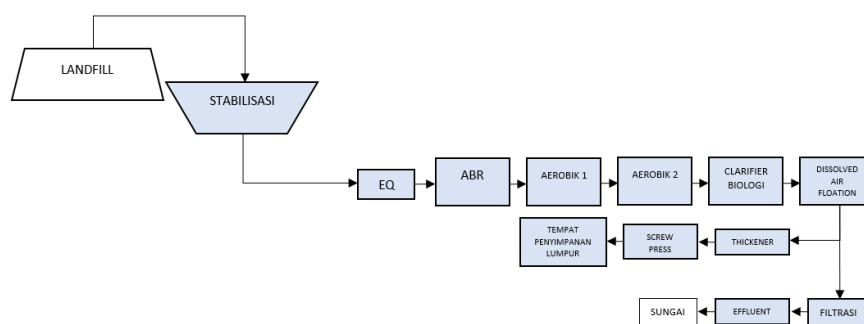 LANDFILL
STABILISASI
EQ
ABR
AEROBIK 1
AEROBIK 2
CLARIFIER
BIOLOGI
DISSOLVED
AIR
FLOATION
TEMPAT
PENYIMPANAN
LUMPUR
SCREW
PRESS
THICKENER
SUNGAI
EFFLUENT
FILTRASI